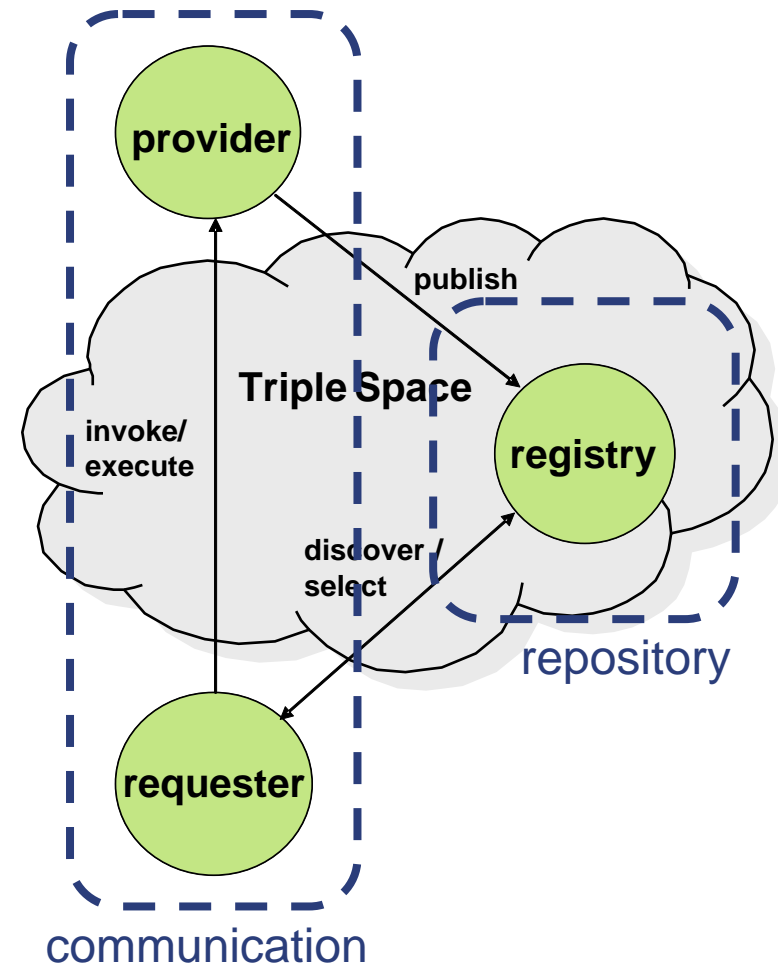 provider
publish
Triple Space
invoke/
execute
registry
discover /
select
repository
requester
communication